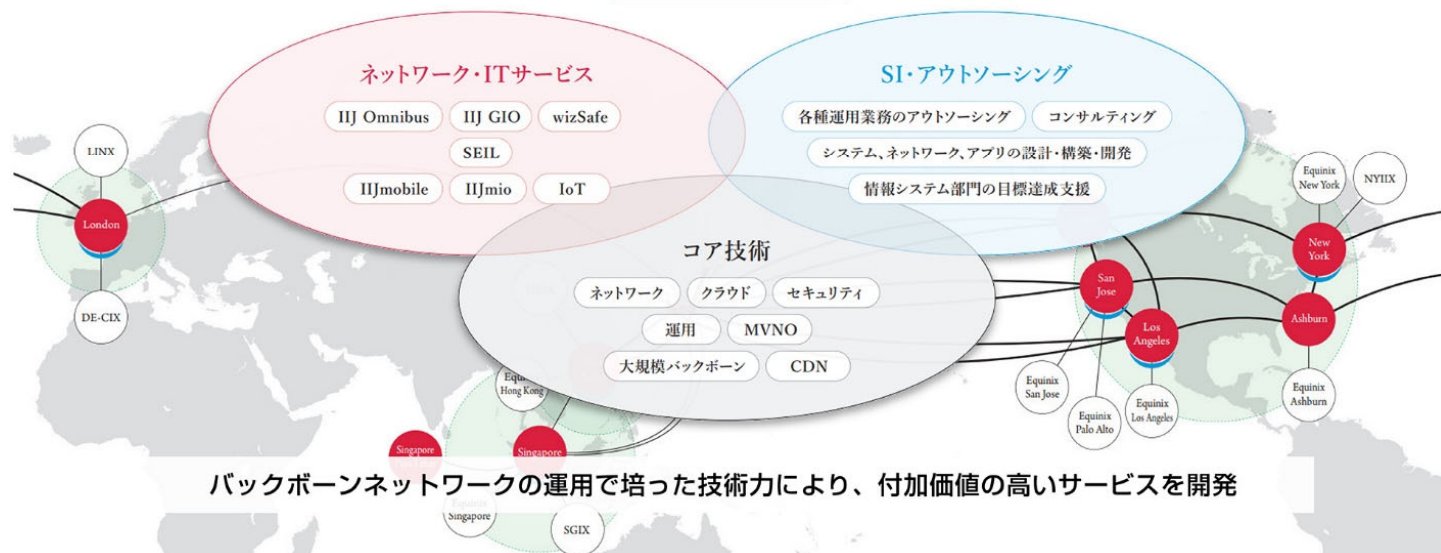 ネットワーク・ITサービス
IIJ Omnibus
IIJ GIO
wizSafe
SEIL
IIJmobile
IIJmio
IoT
SI・アウトソーシング
各種運用業務のアウトソーシング
コンサルティング
システム、ネットワーク、アプリの設計・構築・開発
情報システム部門の目標達成支援
コア技術
ネットワーク
クラウド
セキュリティ
運用
MVNO
大規模バックボーン
CDN
LINX
London
DE-CIX
Hong Kong
Singapore
Singapore
Singapore
SGIX
San
Jose
Los
Angeles
New
York
Ashburn
Equinix
New York
NYIIX
Equinix
San Jose
Equinix
Palo Alto
Equinix
Los Angeles
Equinix
Ashburn
バックボーンネットワークの運用で培った技術力により、付加価値の高いサービスを開発